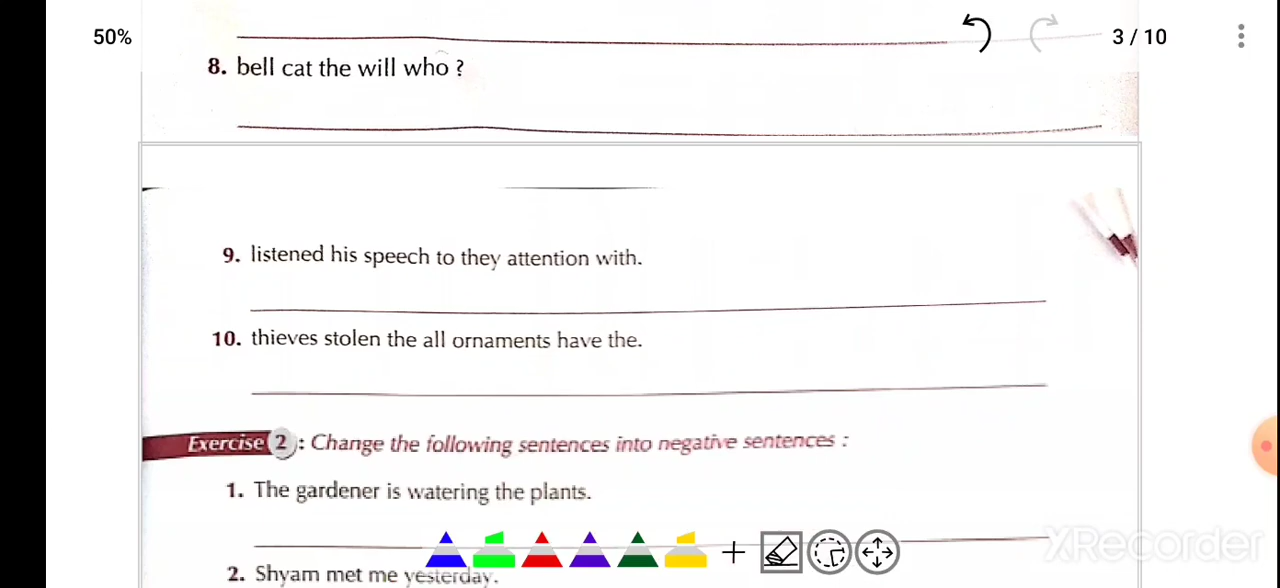 50%
3 / 10
8. bell cat the will who ?
9. listened his speech to they attention with.
10. thieves stolen the all ornaments have the.
Exercise 2 : Change the following sentences into negative sentences :
1. The gardener is watering the plants.
2. Shyam met me yesterday.
XRecorder